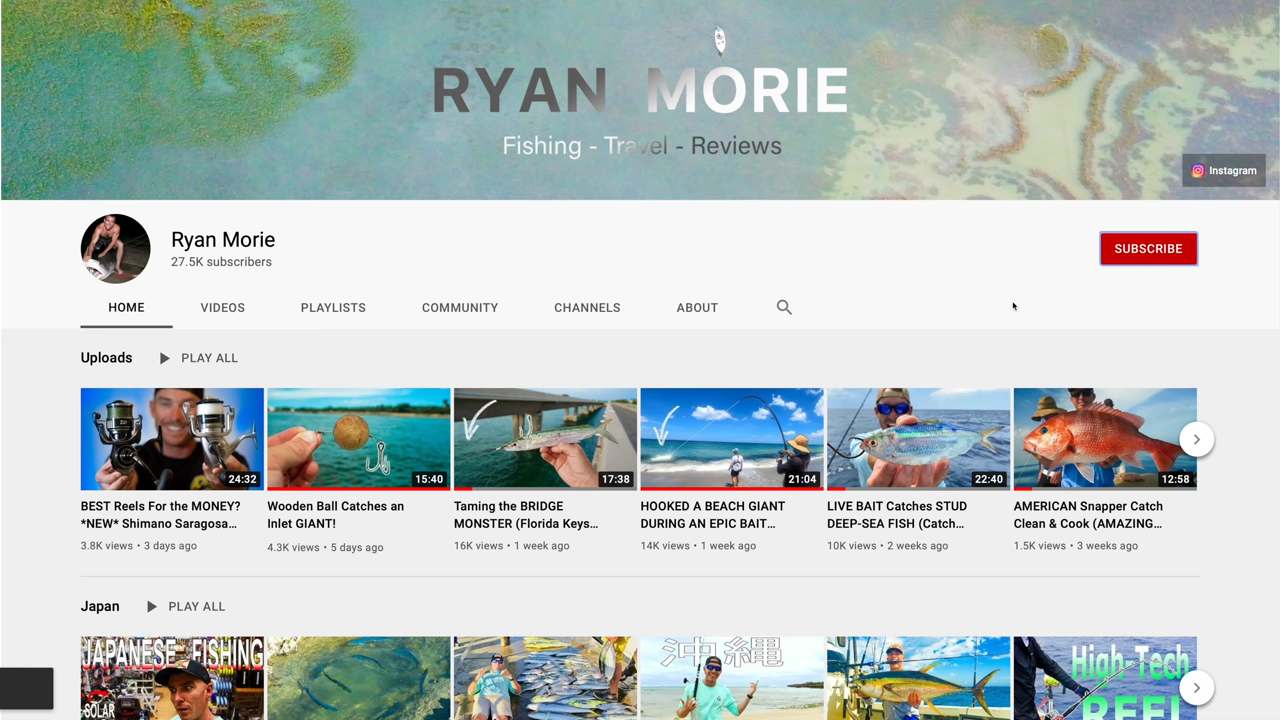 RYAN MORIE
Fishing - Travel - Reviews
Instagram
Ryan Morie
27.5K subscribers
SUBSCRIBE
HOME VIDEOS PLAYLISTS COMMUNITY CHANNELS ABOUT
Uploads PLAY ALL
24:32 15:40 17:38 21:04 22:40 12:58
BEST Reels For the MONEY?
*NEW* Shimano Saragosa...
3.8K views • 3 days ago
Wooden Ball Catches an
Inlet GIANT!
4.3K views • 5 days ago
Taming the BRIDGE
MONSTER (Florida Keys...
16K views • 1 week ago
HOOKED A BEACH GIANT
DURING AN EPIC BAIT...
14K views • 1 week ago
LIVE BAIT Catches STUD
DEEP-SEA FISH (Catch...
10K views • 2 weeks ago
AMERICAN Snapper Catch
Clean & Cook (AMAZING...
1.5K views • 3 weeks ago
Japan PLAY ALL
JAPANESE FISHING
SOLAR
沖縄
High-Tech
REEL